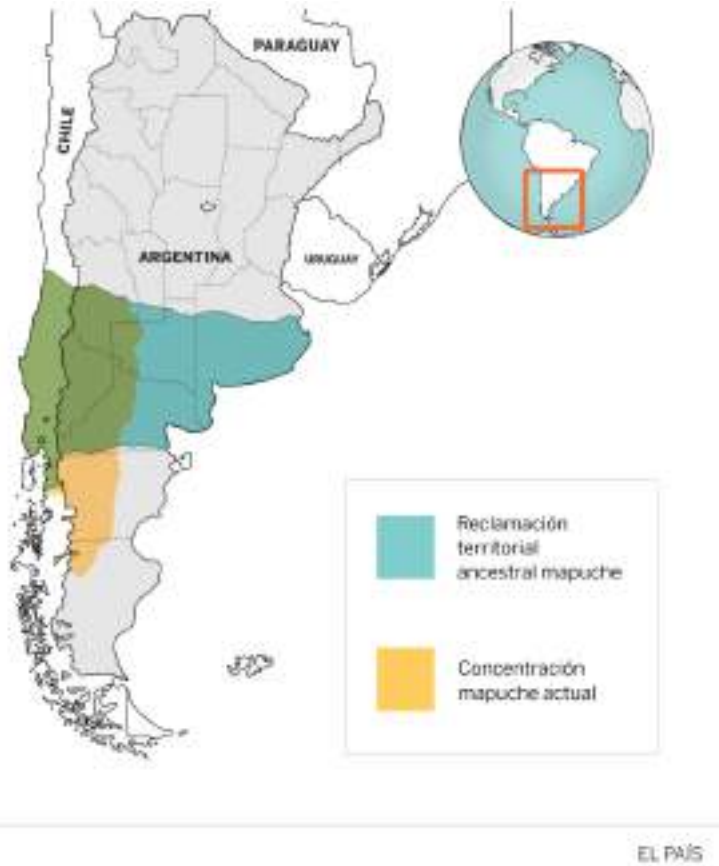 PARAGUAY
CHILE
ARGENTINA
URUGUAY
Reclamación
territorial
ancestral mapuche
Concentración
mapuche actual
EL PAÍS